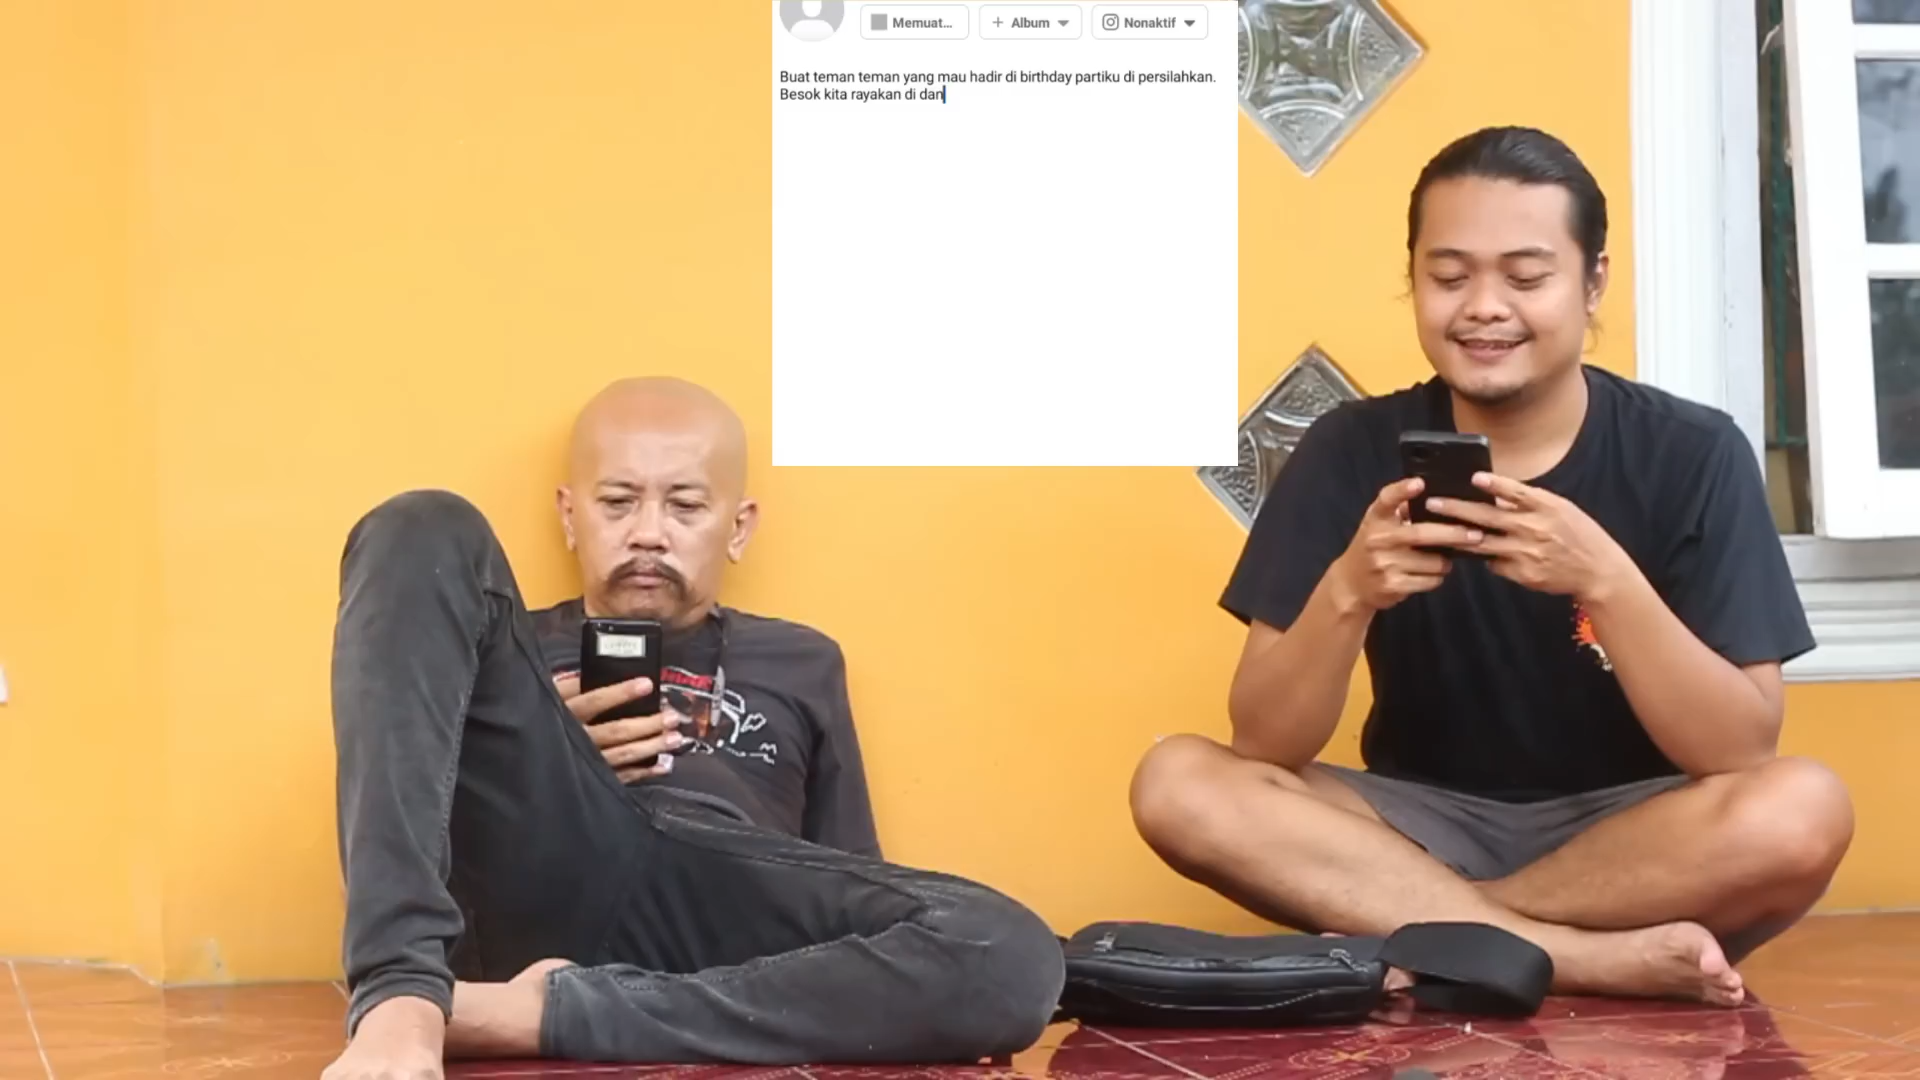 Memuat...
+ Album
Nonaktif
Buat teman teman yang mau hadir di birthday partiku di persilahkan.
Besok kita rayakan di dan